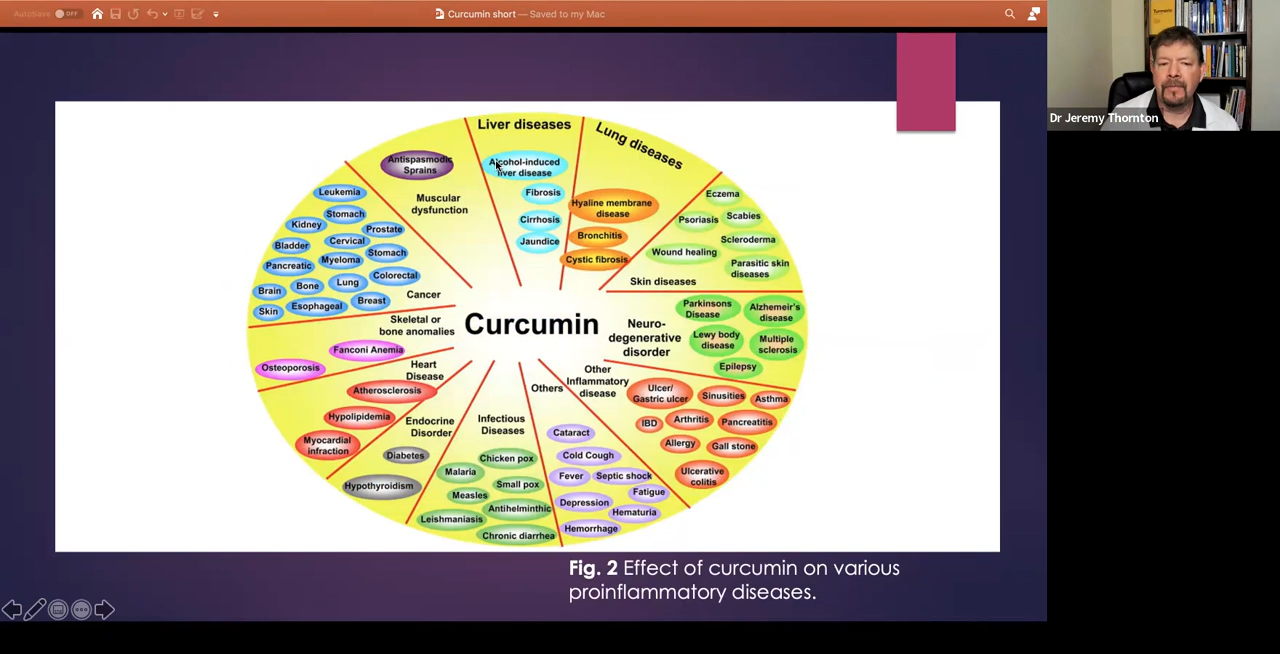 AutoSave OFF
Curcumin short — Saved to my Mac
Turmeric
Dr Jeremy Thornton
Liver diseases
Alcohol-induced
liver disease
Fibrosis
Cirrhosis
Jaundice
Lung diseases
Hyaline membrane
disease
Bronchitis
Cystic fibrosis
Eczema
Psoriasis
Scabies
Scleroderma
Wound healing
Parasitic skin
diseases
Skin diseases
Neuro-
degenerative
disorder
Parkinsons
Disease
Alzhemeir's
disease
Lewy body
disease
Multiple
sclerosis
Epilepsy
Other
Inflammatory
disease
Ulcer/
Gastric ulcer
Sinusities
Asthma
IBD
Arthritis
Pancreatitis
Allergy
Gall stone
Ulcerative
colitis
Others
Cataract
Cold Cough
Fever
Septic shock
Fatigue
Depression
Hematuria
Hemorrhage
Infectious
Diseases
Chicken pox
Malaria
Small pox
Measles
Antihelminthic
Leishmaniasis
Chronic diarrhea
Endocrine
Disorder
Diabetes
Hypothyroidism
Heart
Disease
Atherosclerosis
Hypolipidemia
Myocardial
infraction
Skeletal or
bone anomalies
Fanconi Anemia
Osteoporosis
Cancer
Leukemia
Stomach
Kidney
Prostate
Bladder
Cervical
Stomach
Pancreatic
Myeloma
Colorectal
Brain
Bone
Lung
Skin
Esophageal
Breast
Muscular
dysfunction
Antispasmodic
Sprains
Curcumin
Fig. 2 Effect of curcumin on various
proinflammatory diseases.